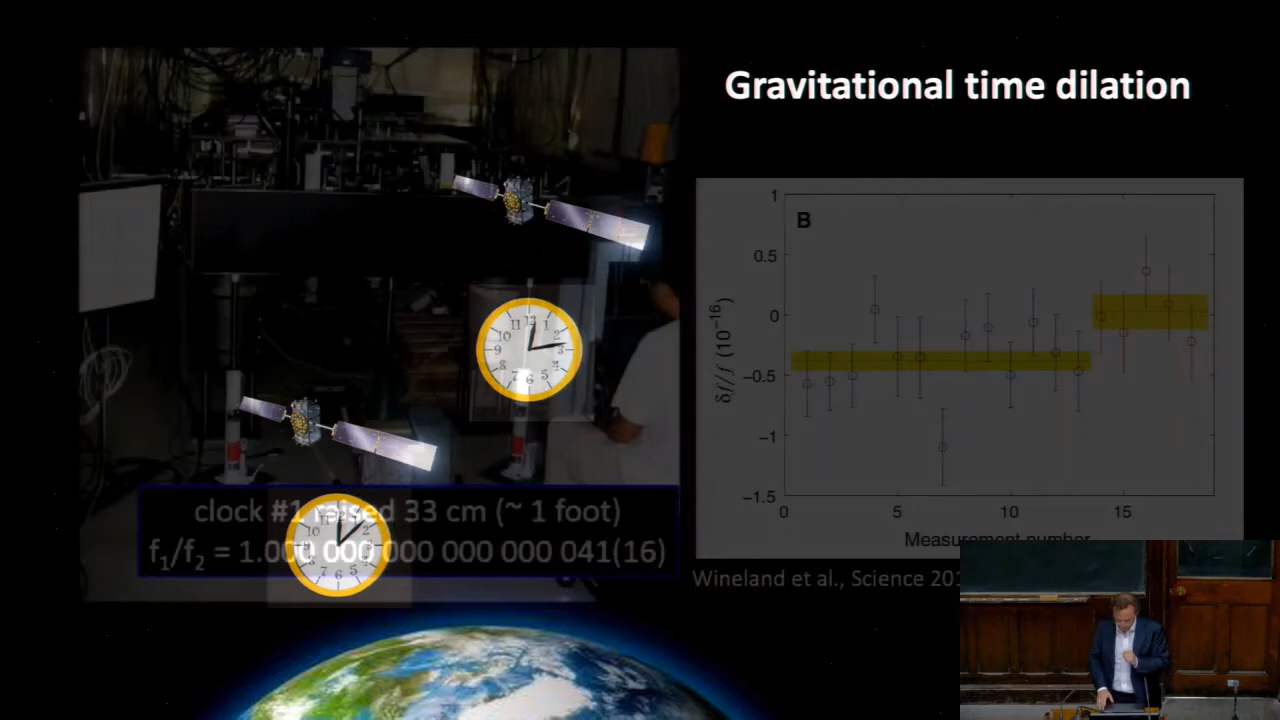 Gravitational time dilation
B
1
0.5
0
−0.5
−1
−1.5
δf/f (10⁻¹⁶)
0 5 10 15
Measurement number
clock #1 raised 33 cm (~ 1 foot)
f₁/f₂ = 1.000 000 000 000 000 041(16)
Wineland et al., Science 20